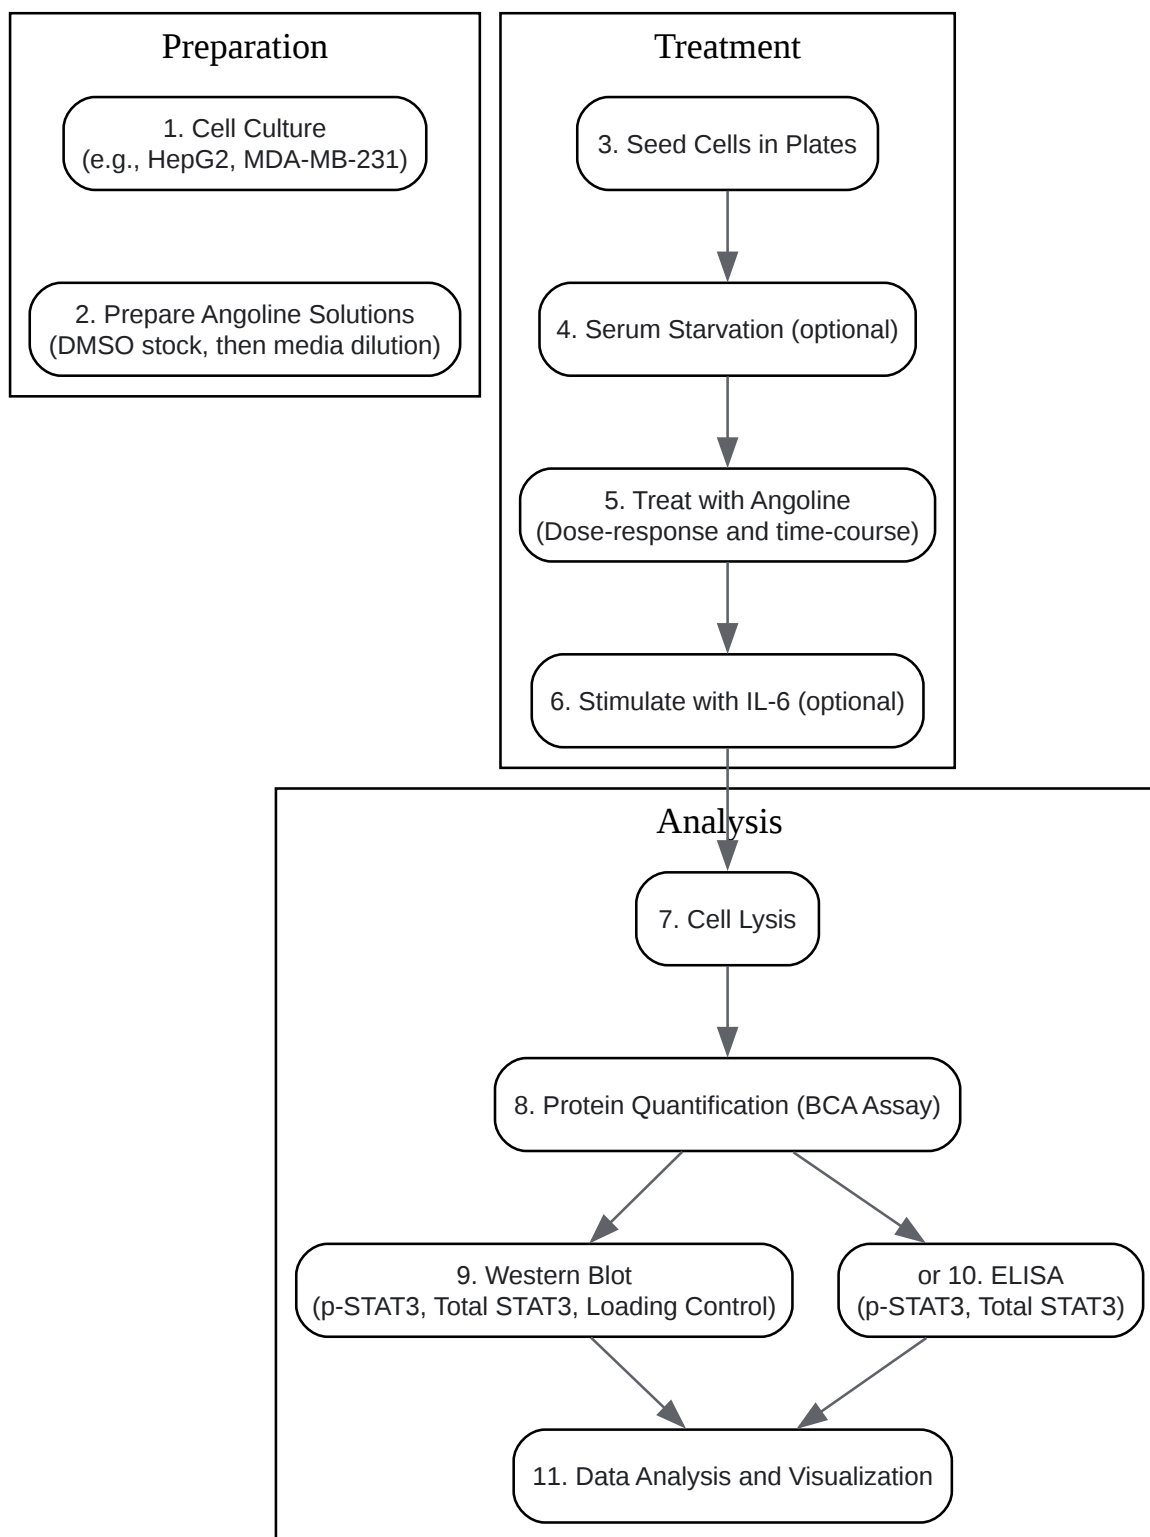 Preparation
1. Cell Culture
(e.g., HepG2, MDA-MB-231)
2. Prepare Angoline Solutions
(DMSO stock, then media dilution)
Treatment
3. Seed Cells in Plates
4. Serum Starvation (optional)
5. Treat with Angoline
(Dose-response and time-course)
6. Stimulate with IL-6 (optional)
Analysis
7. Cell Lysis
8. Protein Quantification (BCA Assay)
9. Western Blot
(p-STAT3, Total STAT3, Loading Control)
or 10. ELISA
(p-STAT3, Total STAT3)
11. Data Analysis and Visualization